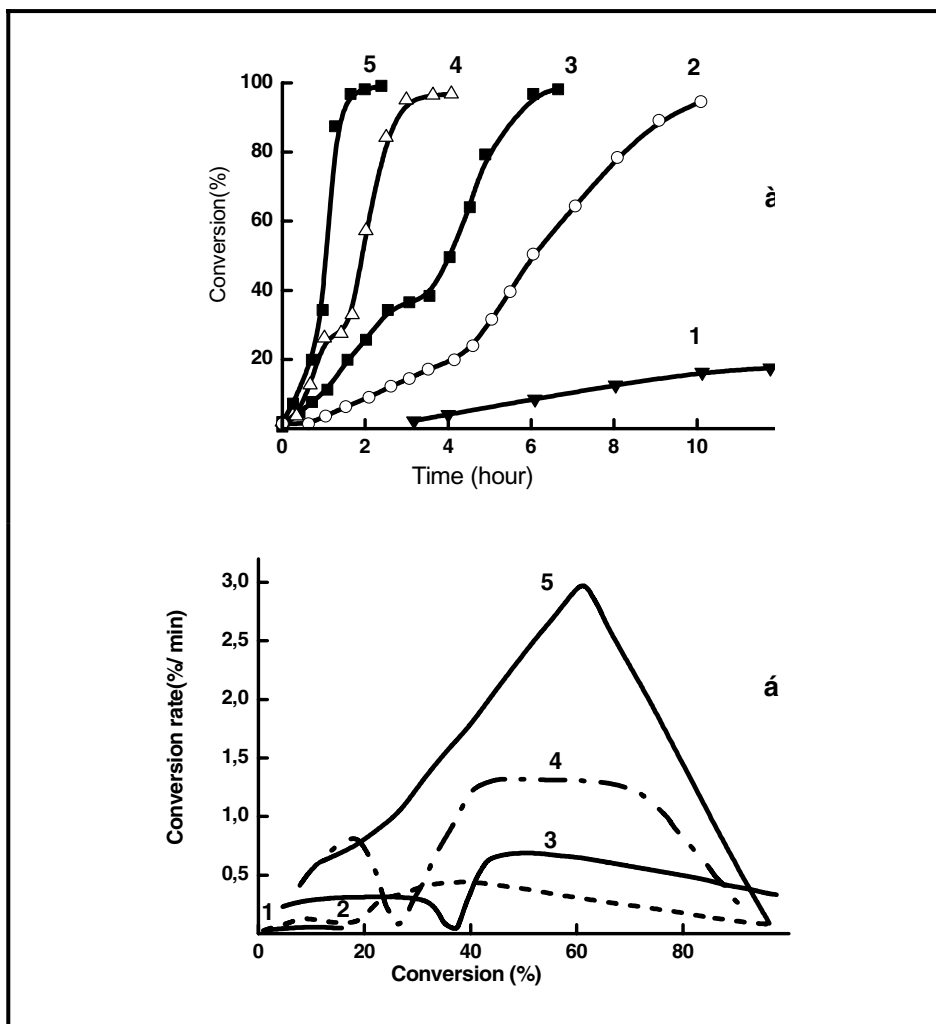 5 4 3 2
100
80
60
40
20
Conversion(%)
à
1
0 2 4 6 8 10
Time (hour)
3,0
2,5
2,0
1,5
1,0
0,5
Conversion rate(%/ min)
5
á
4
3
1 2
0 20 40 60 80
Conversion (%)